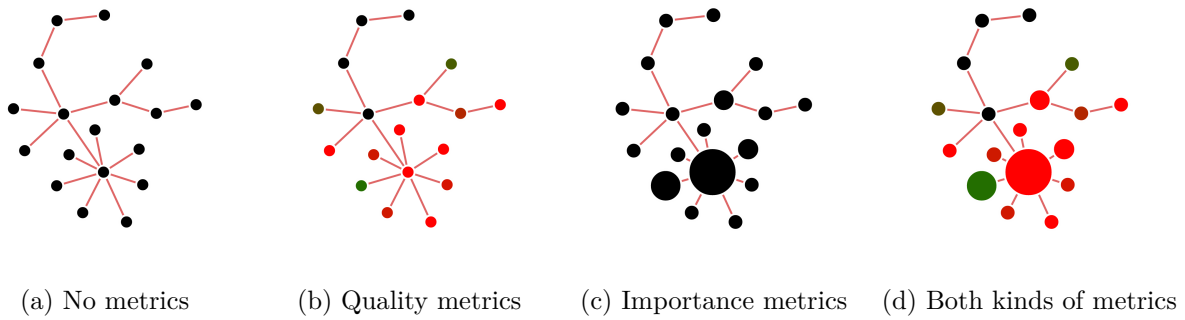 (a) No metrics
(b) Quality metrics
(c) Importance metrics
(d) Both kinds of metrics